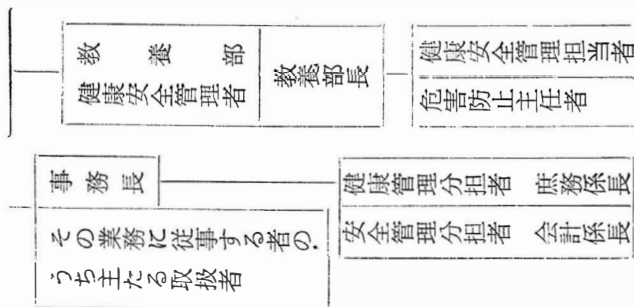 教養部
健康安全管理者
教養部長
健康安全管理担当者
危害防止主任者
事務長
その業務に従事する者の.
うち主たる取扱者
健康管理分担者 庶務係長
安全管理分担者 会計係長